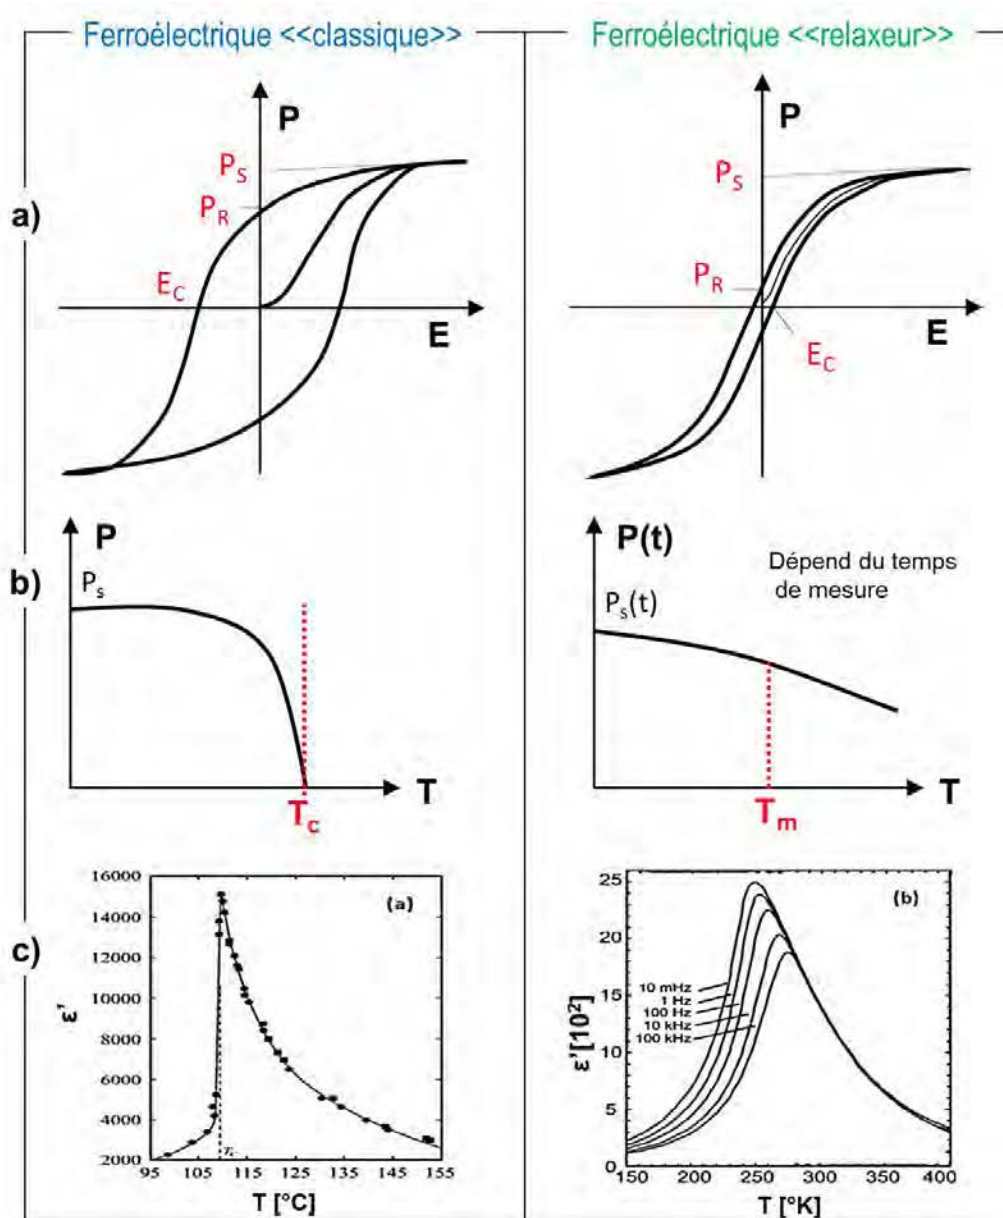 Ferroélectrique <<classique>>
Ferroélectrique <<relaxeur>>
a)
P
P_S
P_R
E_C
E
P
P_S
P_R
E_C
E
b)
P
P_s
T
T_c
P(t)
Dépend du temps
de mesure
P_s(t)
T
T_m
c)
(a)
16000
14000
12000
10000
8000
6000
4000
2000
ε'
95 105 115 125 135 145 155
T [°C]
(b)
25
20
15
10
5
0
ε'[10²]
10 mHz
1 Hz
100 Hz
10 kHz
100 kHz
150 200 250 300 350 400
T [°K]